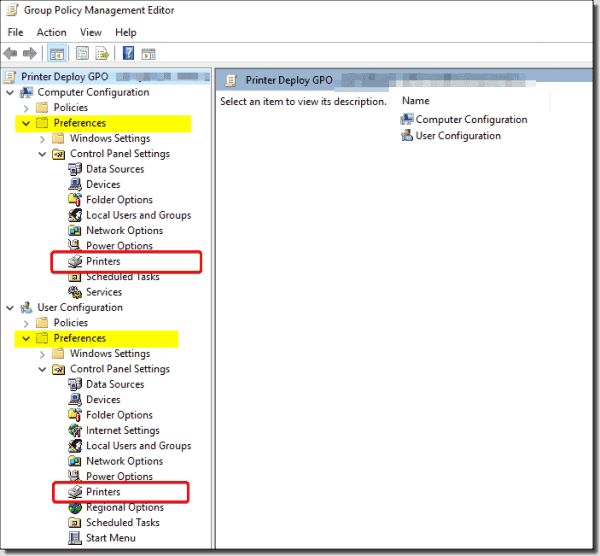 Group Policy Management Editor
File Action View Help
Printer Deploy GPO
Computer Configuration
Policies
Preferences
Windows Settings
Control Panel Settings
Data Sources
Devices
Folder Options
Local Users and Groups
Network Options
Power Options
Printers
Scheduled Tasks
Services
User Configuration
Policies
Preferences
Windows Settings
Control Panel Settings
Data Sources
Devices
Folder Options
Internet Settings
Local Users and Groups
Network Options
Power Options
Printers
Regional Options
Scheduled Tasks
Start Menu
Printer Deploy GPO
Select an item to view its description.
Name
Computer Configuration
User Configuration